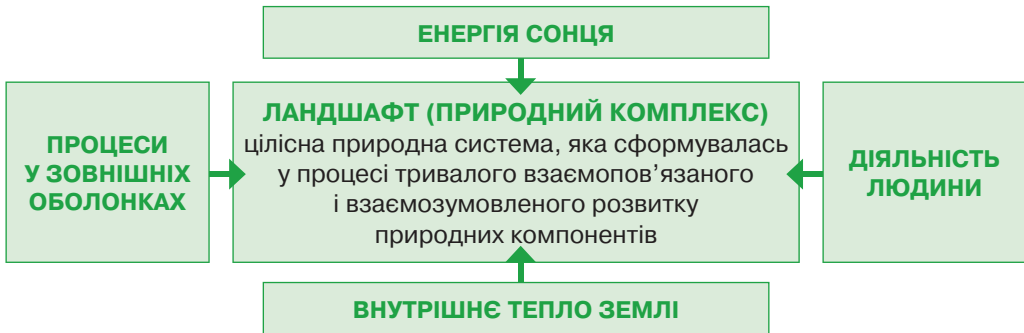 ЕНЕРГІЯ СОНЦЯ
ПРОЦЕСИ
У ЗОВНІШНІХ
ОБОЛОНКАХ
ЛАНДШАФТ (ПРИРОДНИЙ КОМПЛЕКС)
цілісна природна система, яка сформувалась
у процесі тривалого взаємопов’язаного
і взаємозумовленого розвитку
природних компонентів
ДІЯЛЬНІСТЬ
ЛЮДИНИ
ВНУТРІШНЄ ТЕПЛО ЗЕМЛІ